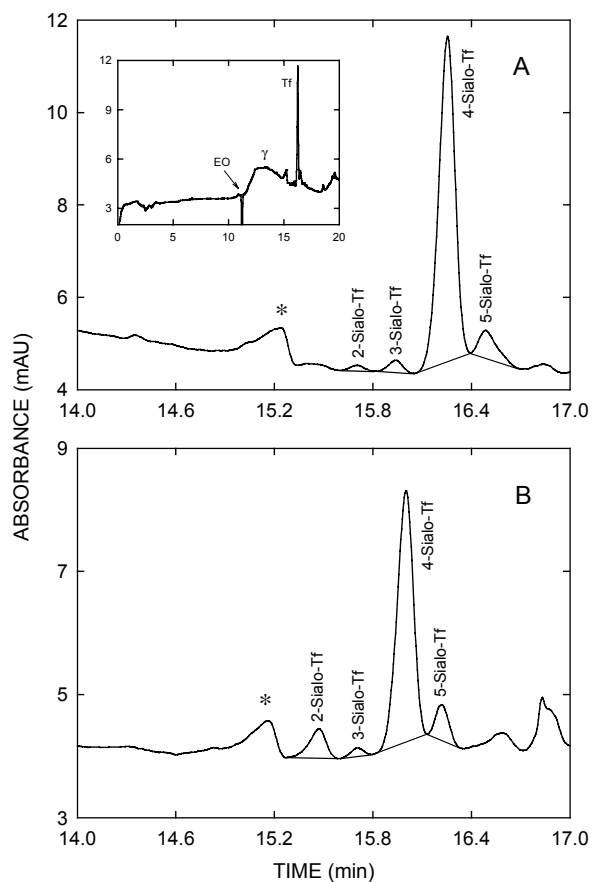 12
A
10
8
6
4
ABSORBANCE (mAU)
12
9
6
3
0 5 10 15 20
EO
γ
Tf
*
2-Sialo-Tf
3-Sialo-Tf
4-Sialo-Tf
5-Sialo-Tf
14.0 14.6 15.2 15.8 16.4 17.0
9
B
7
5
3
*
2-Sialo-Tf
3-Sialo-Tf
4-Sialo-Tf
5-Sialo-Tf
14.0 14.6 15.2 15.8 16.4 17.0
TIME (min)